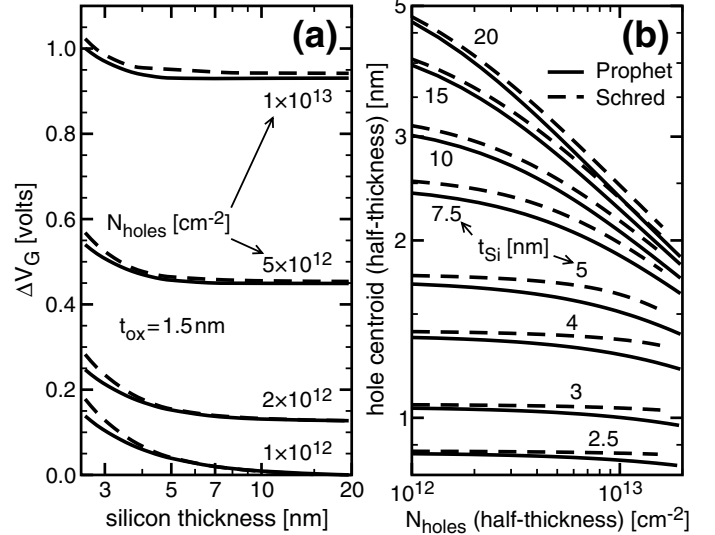 (a)
1.0
0.8
0.6
0.4
0.2
0.0
ΔV_G [volts]
1×10^13
N_holes [cm^-2]
5×10^12
t_ox = 1.5 nm
2×10^12
1×10^12
3
5
7
10
20
silicon thickness [nm]
(b)
5
3
2
1
hole centroid (half-thickness) [nm]
20
Prophet
Schred
15
10
7.5
t_Si [nm]
5
4
3
2.5
10^12
10^13
N_holes (half-thickness) [cm^-2]